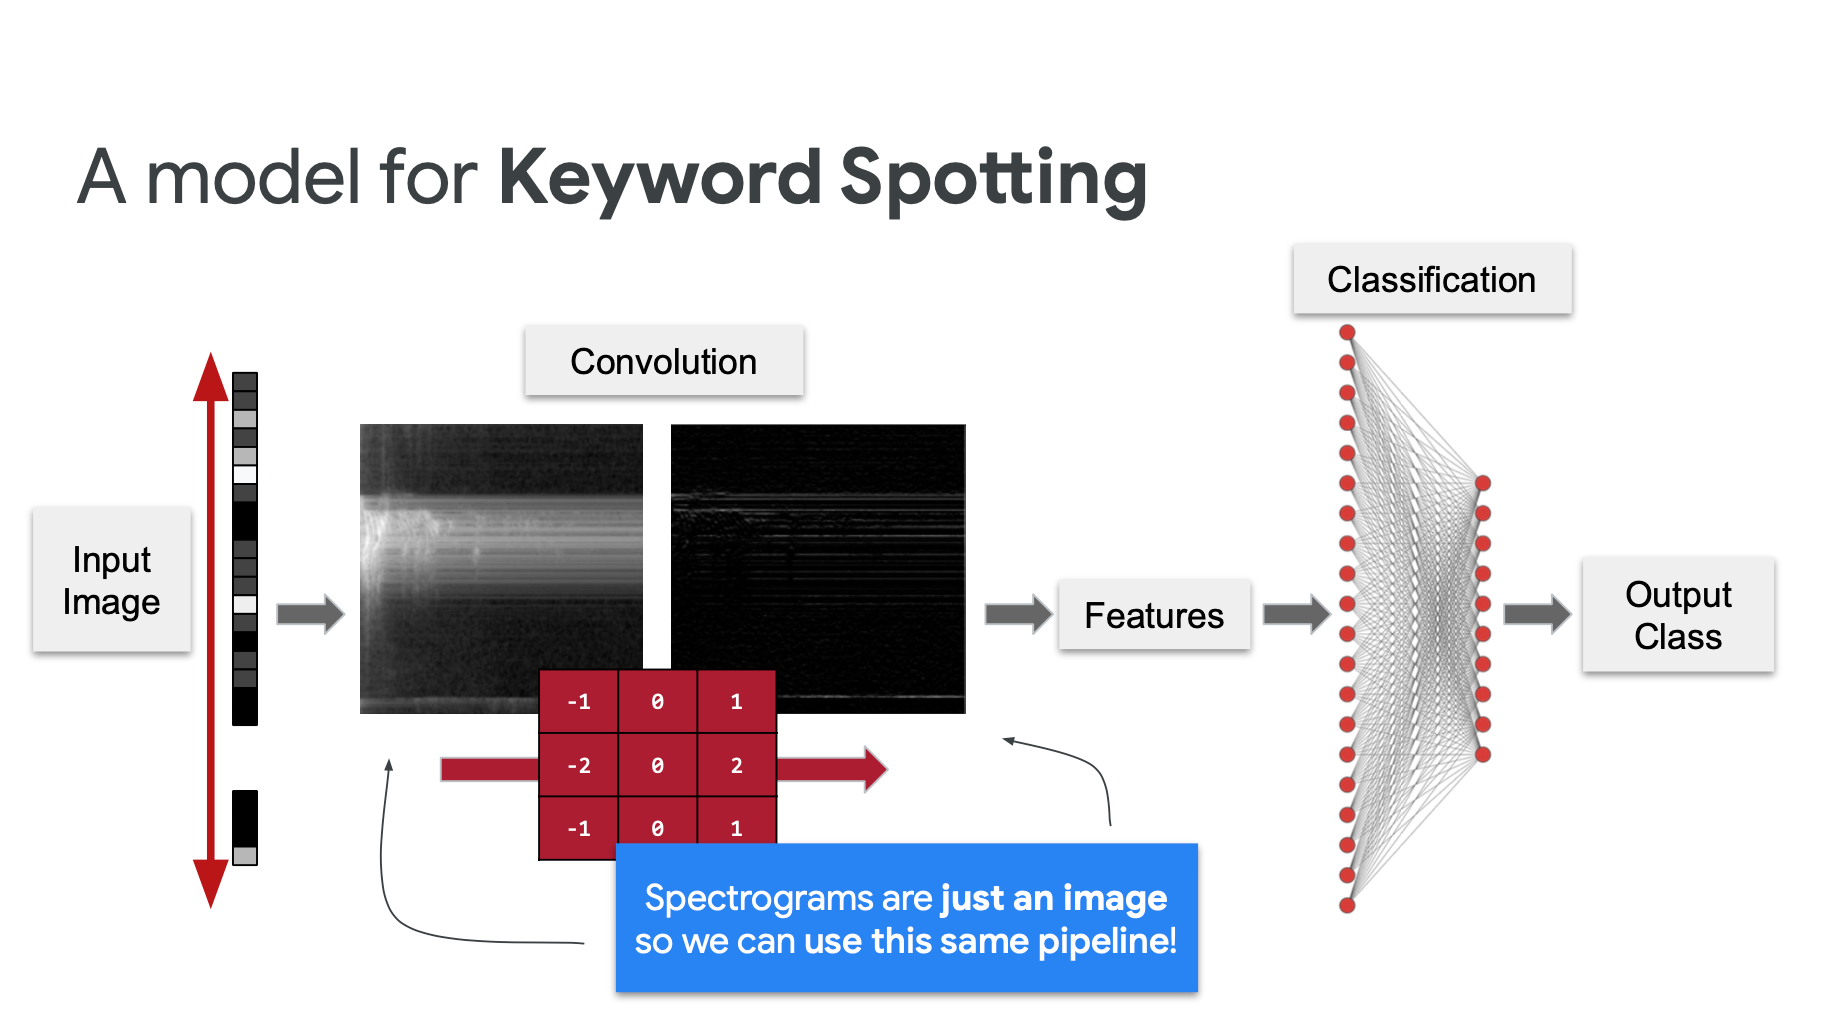 A model for Keyword Spotting
Classification
Convolution
Input
Image
Features
Output
Class
-1 0 1
-2 0 2
-1 0 1
Spectrograms are just an image
so we can use this same pipeline!